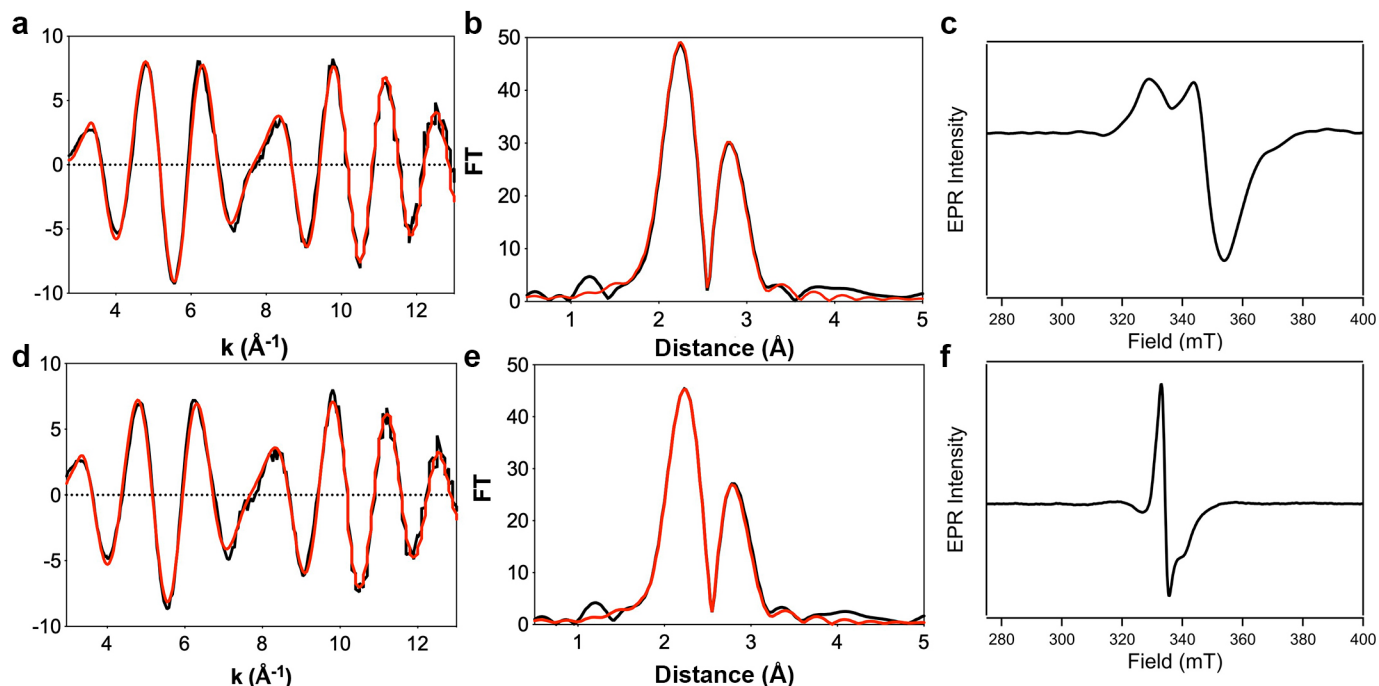 a
10
5
0
-5
-10
4 6 8 10 12
k (Å-1)
b
50
40
30
20
10
0
FT
1 2 3 4 5
Distance (Å)
c
EPR Intensity
280 300 320 340 360 380 400
Field (mT)
d
10
5
0
-5
-10
4 6 8 10 12
k (Å-1)
e
50
40
30
20
10
0
FT
1 2 3 4 5
Distance (Å)
f
EPR Intensity
280 300 320 340 360 380 400
Field (mT)